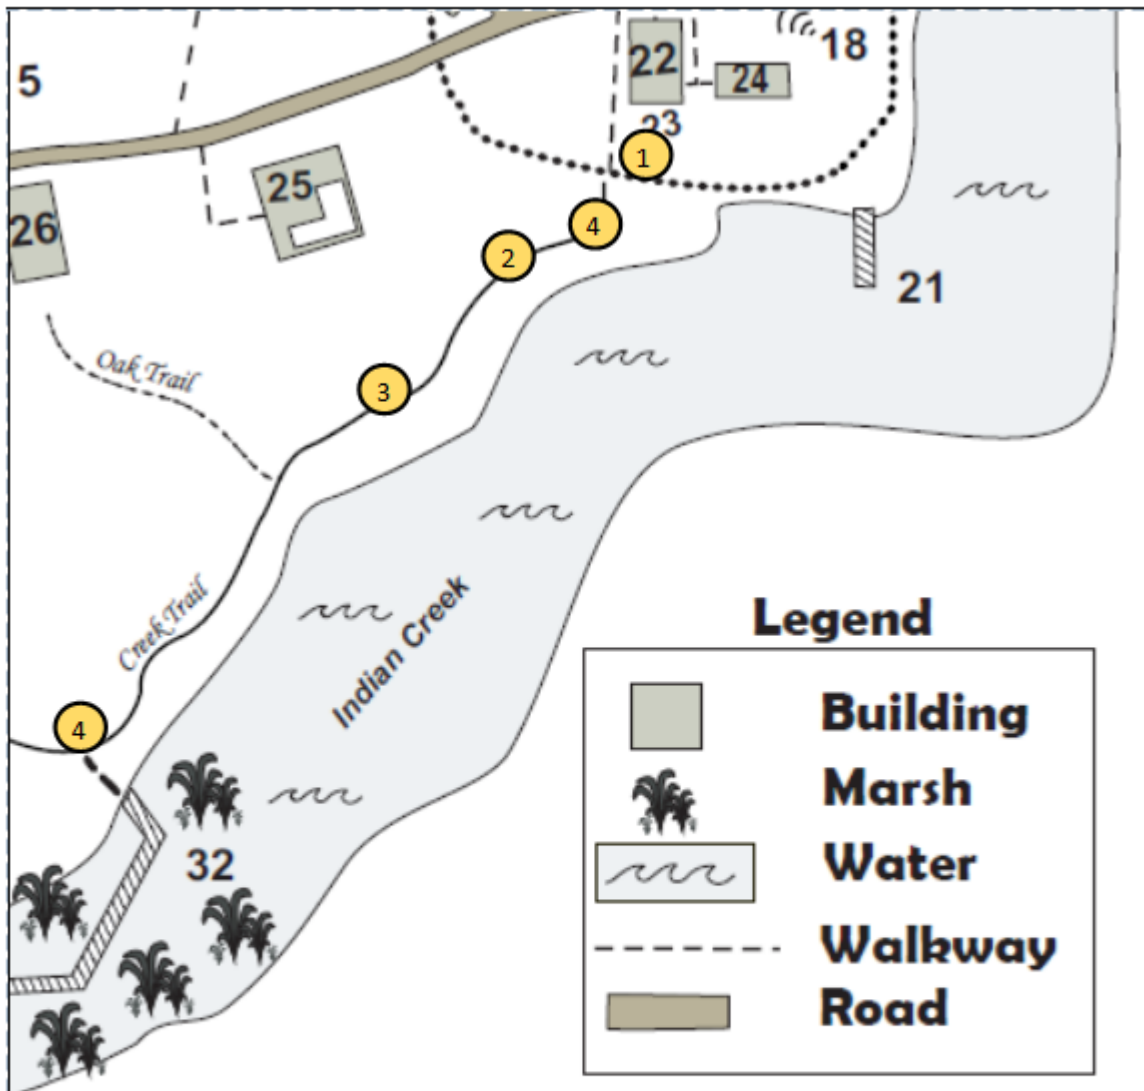 18
22
24
5
23
1
25
26
4
2
21
Oak Trail
3
Creek Trail
Indian Creek
4
32
Legend
Building
Marsh
Water
Walkway
Road